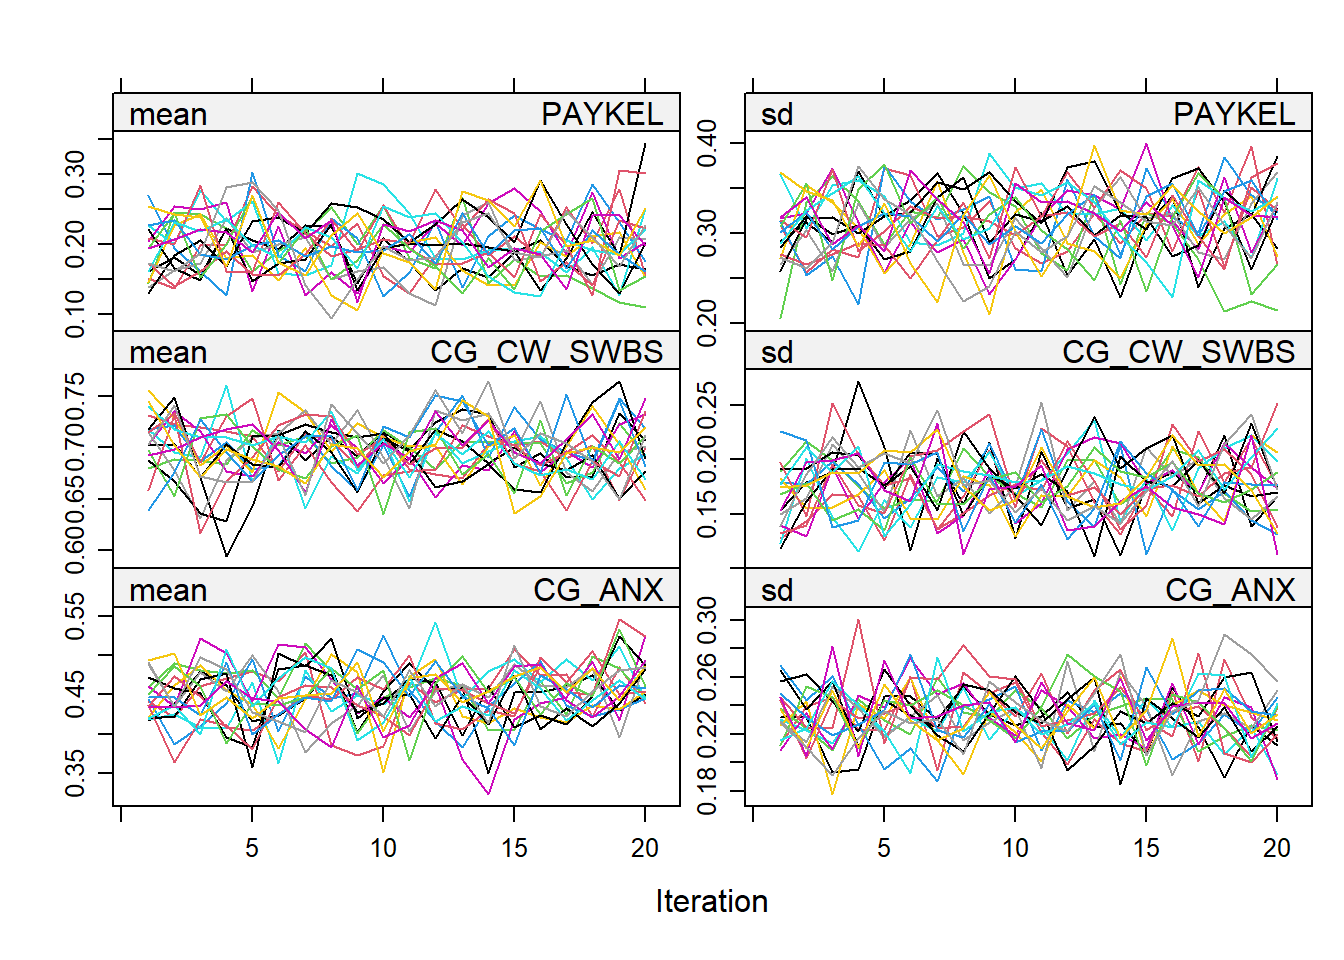 mean PAYKEL
sd PAYKEL
0.10 0.20 0.30
0.20 0.30 0.40
mean CG_CW_SWBS
sd CG_CW_SWBS
0.60 0.65 0.70 0.75
0.15 0.20 0.25
mean CG_ANX
sd CG_ANX
0.35 0.45 0.55
0.18 0.22 0.26 0.30
5 10 15 20
5 10 15 20
Iteration